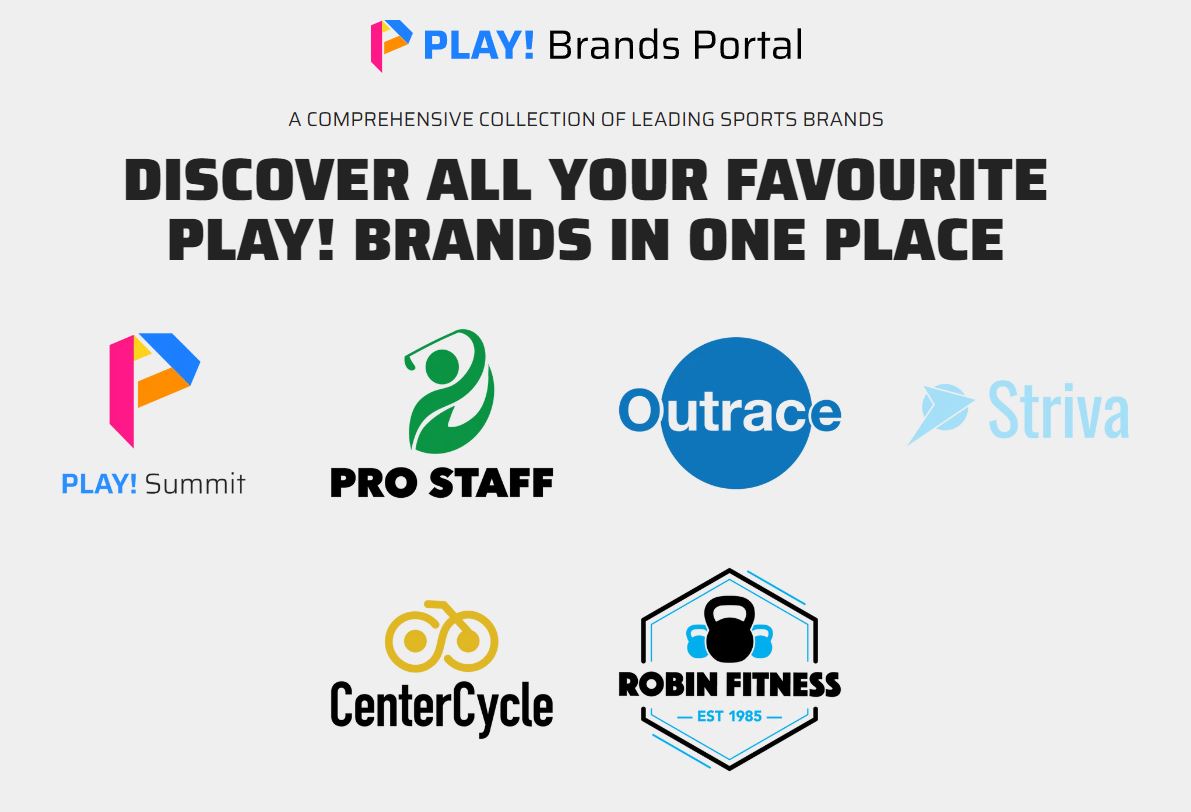 PLAY! Brands Portal
A COMPREHENSIVE COLLECTION OF LEADING SPORTS BRANDS
DISCOVER ALL YOUR FAVOURITE
PLAY! BRANDS IN ONE PLACE
PLAY! Summit
PRO STAFF
Outrace
Striva
CenterCycle
ROBIN FITNESS
— EST 1985 —